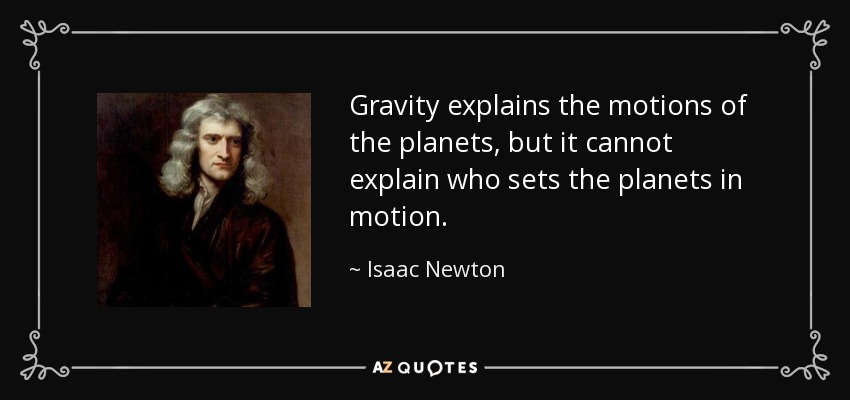 Gravity explains the motions of
the planets, but it cannot
explain who sets the planets in
motion.
~ Isaac Newton
AZ QUOTES